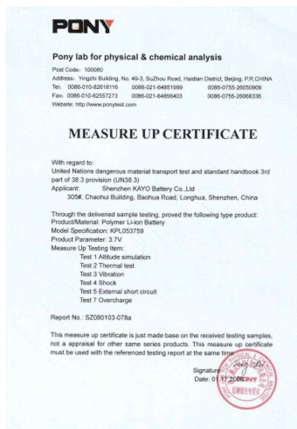 PONY
Pony lab for physical & chemical analysis
Post Code: 100080
Address: Yingzhi Building, No. 49-3, SuZhou Road, Haidian District, Beijing, P.R.CHINA
Tel: 0086-010-82618116 0086-021-64851999 0086-0755-26050909
Fax: 0086-010-62557273 0086-021-64856403 0086-0755-26068336
Website: http://www.ponytest.com
MEASURE UP CERTIFICATE
With regard to:
United Nations dangerous material transport test and standard handbook 3rd
part of 38.3 provision (UN38.3)
Applicant: Shenzhen KAYO Battery Co.,Ltd
305#, Chaohui Building, Baohua Road, Longhua, Shenzhen, China
Through the deliveried sample testing, proved the following type product:
Product/Material: Polymer Li-ion Battery
Model Specification: KPL053759
Product Parameter: 3.7V
Measure Up Testing Item:
Test 1 Altitude simulation
Test 2 Thermal test
Test 3 Vibration
Test 4 Shock
Test 5 External short circuit
Test 7 Overcharge
Report No.: SZ080103-078a
This measure up certificate is just made base on the received testing samples,
not a appraisal for other same series products. This measure up certificate
must be used with the referenced testing report at the same time.
Signature:
Date: 01.17.2008
PONY